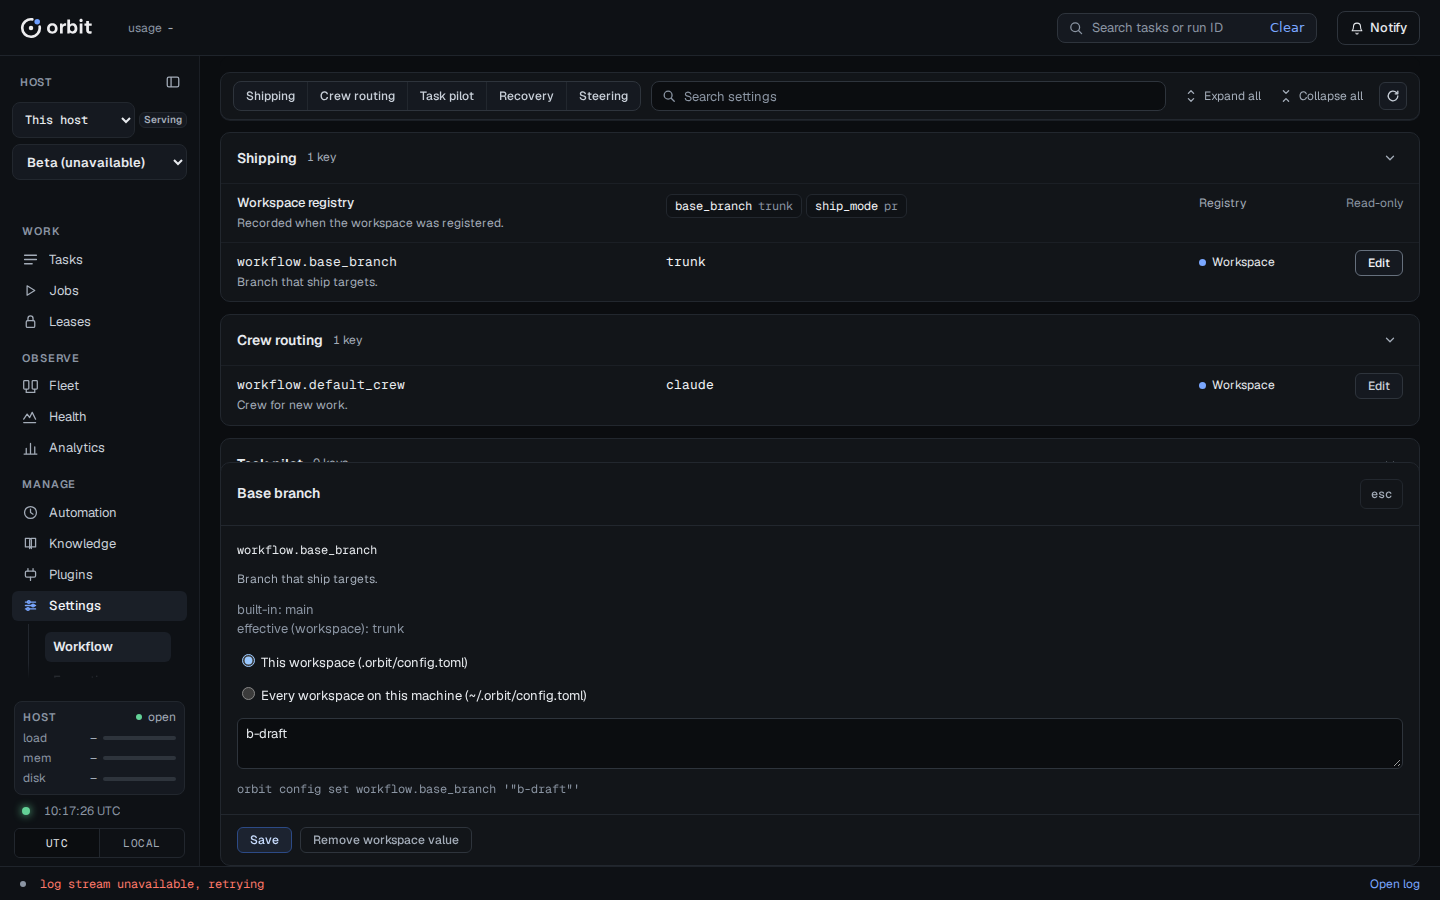 orbit
usage -
Search tasks or run ID
Clear
Notify
HOST
This host
Serving
Beta (unavailable)
WORK
Tasks
Jobs
Leases
OBSERVE
Fleet
Health
Analytics
MANAGE
Automation
Knowledge
Plugins
Settings
Workflow
HOST
open
load –
mem –
disk –
10:17:26 UTC
UTC
LOCAL
Shipping
Crew routing
Task pilot
Recovery
Steering
Search settings
Expand all
Collapse all
Shipping 1 key
Workspace registry
base_branch trunk
ship_mode pr
Registry
Read-only
Recorded when the workspace was registered.
workflow.base_branch
trunk
Workspace
Edit
Branch that ship targets.
Crew routing 1 key
workflow.default_crew
claude
Workspace
Edit
Crew for new work.
Task pilot
Base branch
esc
workflow.base_branch
Branch that ship targets.
built-in: main
effective (workspace): trunk
This workspace (.orbit/config.toml)
Every workspace on this machine (~/.orbit/config.toml)
b-draft
orbit config set workflow.base_branch '"b-draft"'
Save
Remove workspace value
log stream unavailable, retrying
Open log